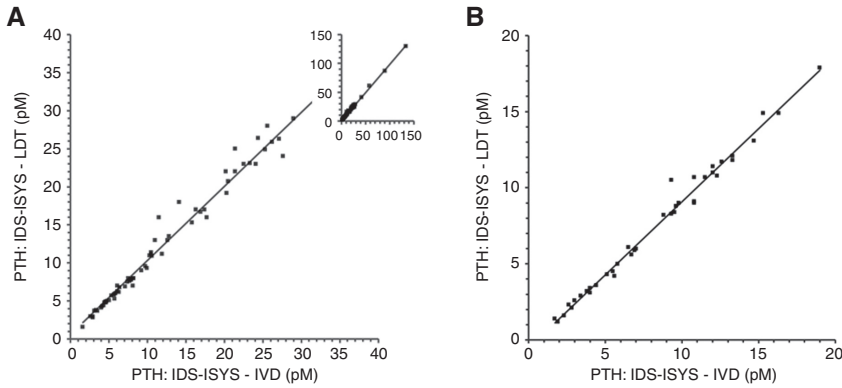 A
PTH: IDS-ISYS - LDT (pM)
40
35
30
25
20
15
10
5
0
0 5 10 15 20 25 30 35 40
PTH: IDS-ISYS - IVD (pM)
150
100
50
0
0 50 100 150
B
PTH: IDS-ISYS - LDT (pM)
20
15
10
5
0
0 5 10 15 20
PTH: IDS-ISYS - IVD (pM)